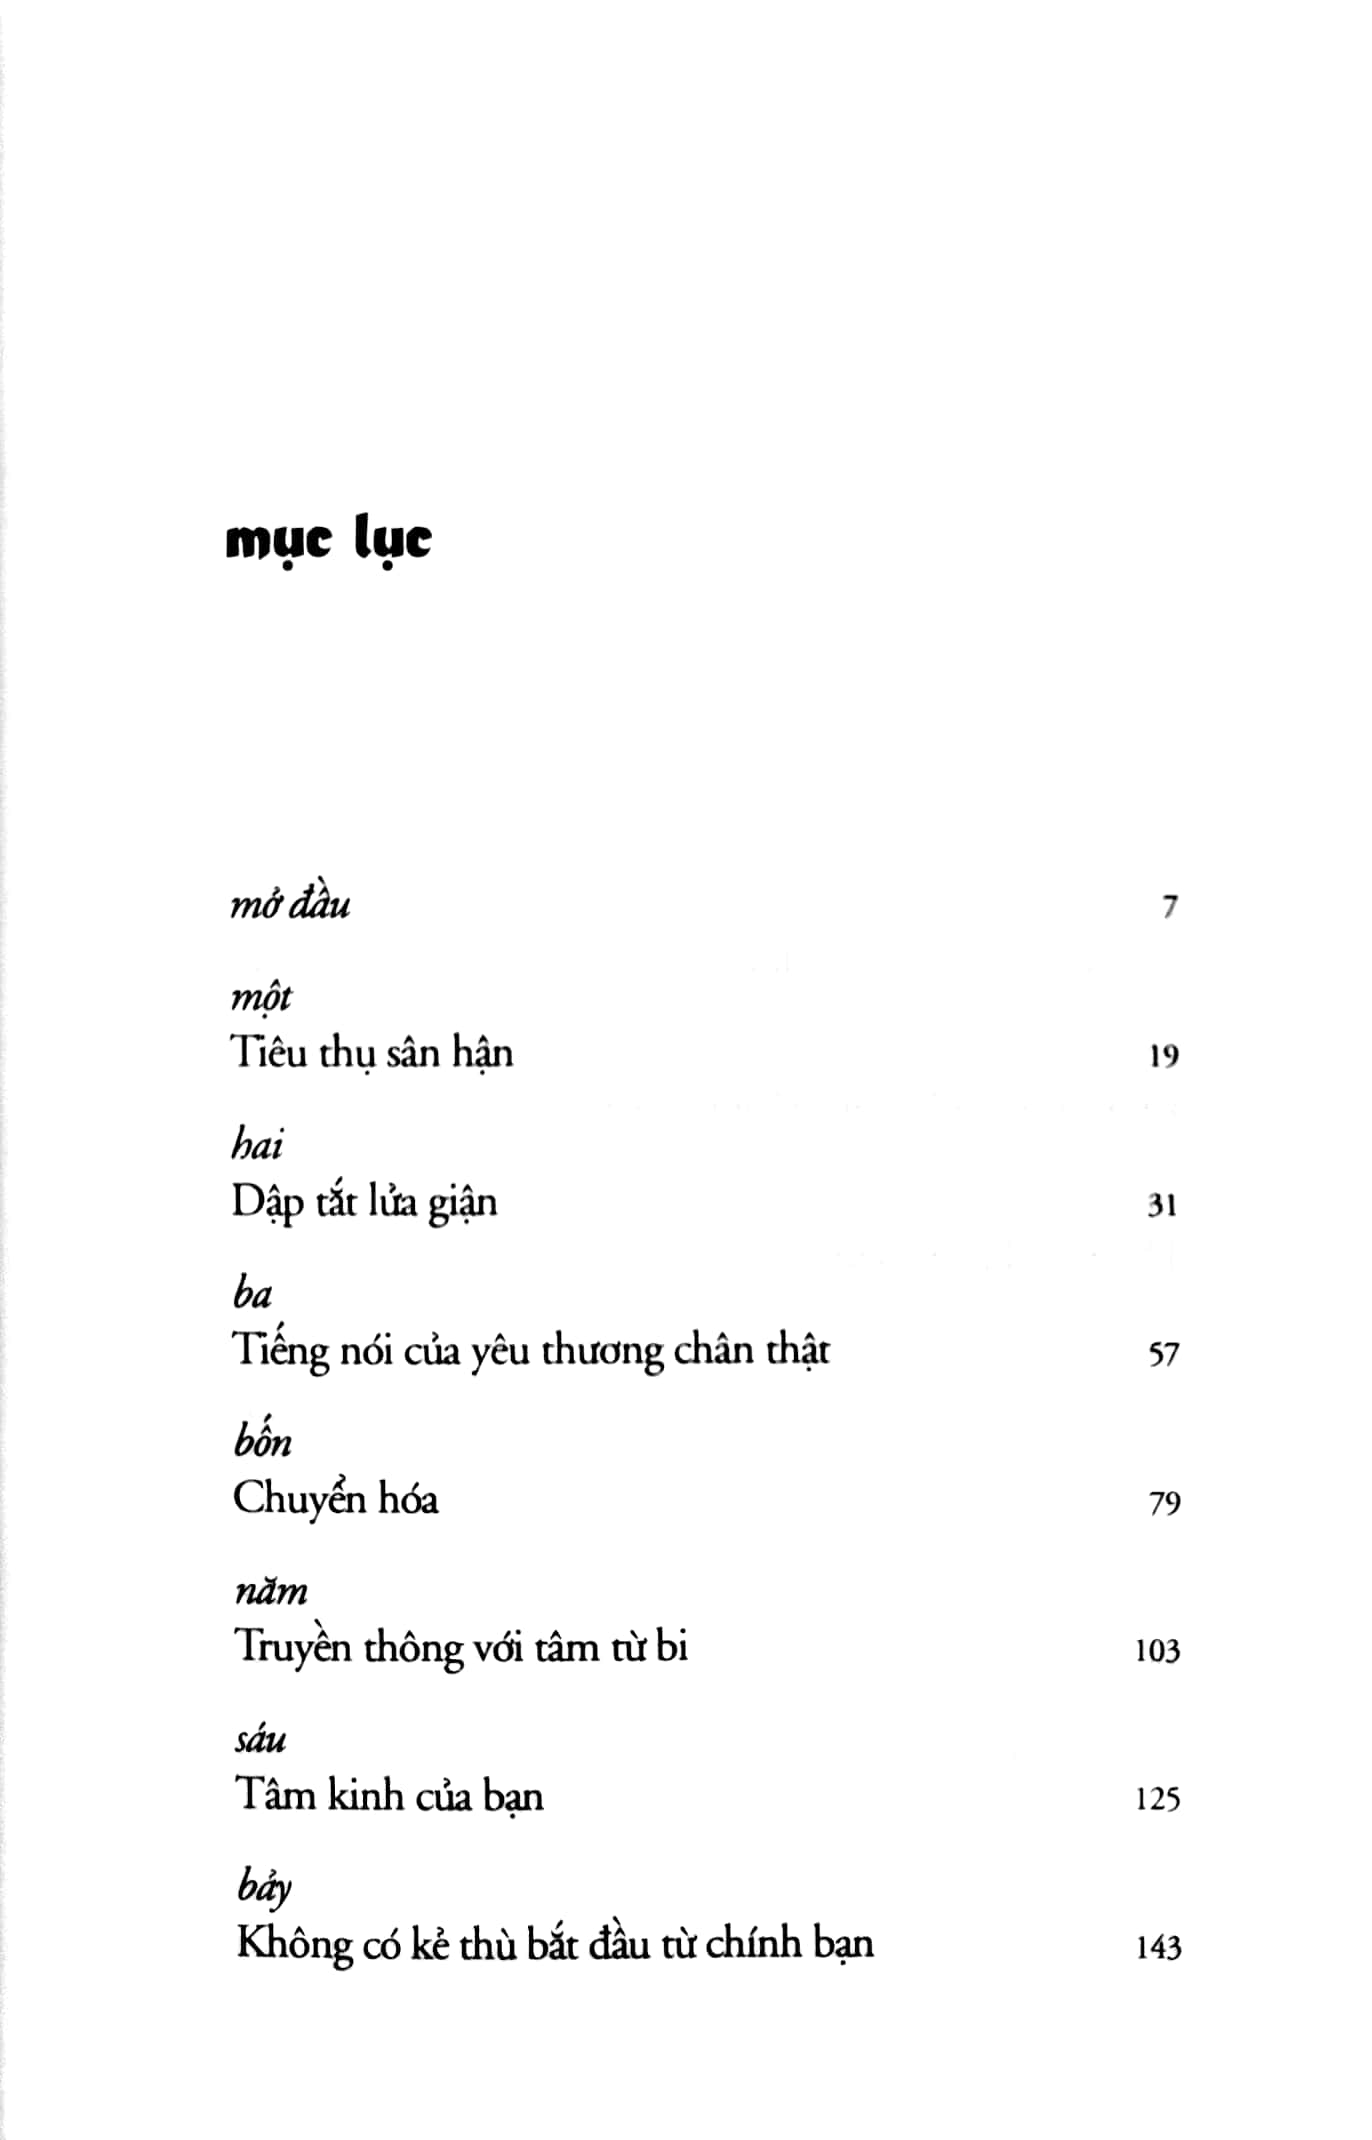 mục lục
mở đầu 7
một
Tiêu thụ sân hận 19
hai
Dập tắt lửa giận 31
ba
Tiếng nói của yêu thương chân thật 57
bốn
Chuyển hóa 79
năm
Truyền thông với tâm từ bi 103
sáu
Tâm kinh của bạn 125
bảy
Không có kẻ thù bắt đầu từ chính bạn 143